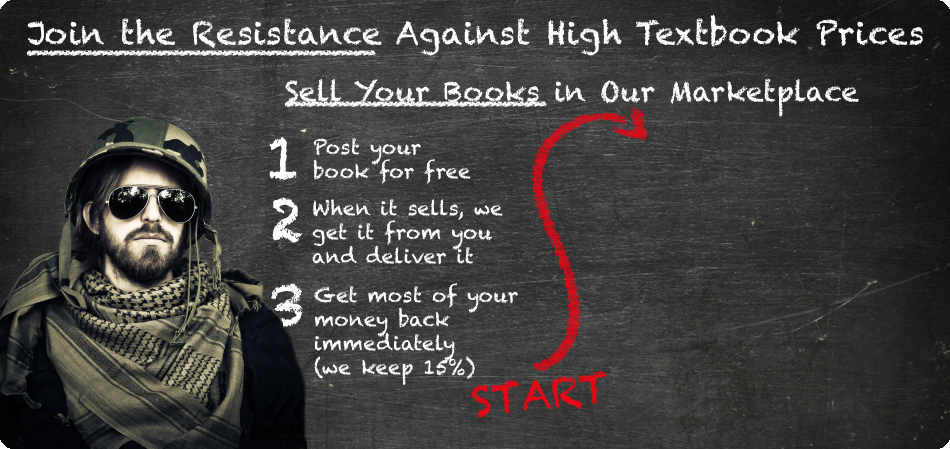 Join the Resistance Against High Textbook Prices
Sell Your Books in Our Marketplace
1 Post your
book for free
2 When it sells, we
get it from you
and deliver it
3 Get most of your
money back
immediately
(we keep 15%)
START